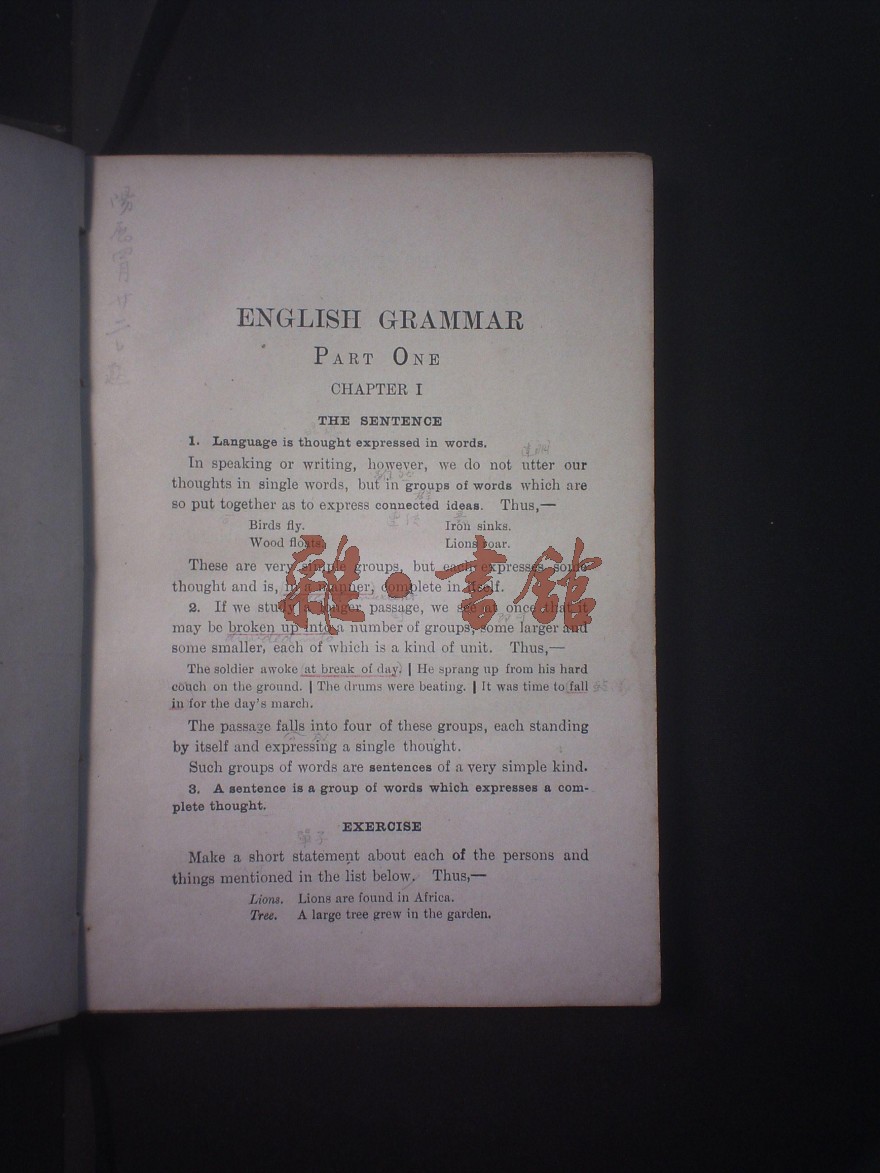 ENGLISH GRAMMAR
PART ONE
CHAPTER I
THE SENTENCE
1. Language is thought expressed in words.
In speaking or writing, however, we do not utter our
thoughts in single words, but in groups of words which are
so put together as to express connected ideas. Thus,—
Birds fly. Iron sinks.
Wood floats. Lions roar.
These are very simple groups, but each expresses some
thought and is, in a manner, complete in itself.
2. If we study a longer passage, we see at once that it
may be broken up into a number of groups, some larger and
some smaller, each of which is a kind of unit. Thus,—
The soldier awoke at break of day. | He sprang up from his hard
couch on the ground. | The drums were beating. | It was time to fall
in for the day's march.
The passage falls into four of these groups, each standing
by itself and expressing a single thought.
Such groups of words are sentences of a very simple kind.
3. A sentence is a group of words which expresses a com-
plete thought.
EXERCISE
Make a short statement about each of the persons and
things mentioned in the list below. Thus,—
Lions. Lions are found in Africa.
Tree. A large tree grew in the garden.
雜·書館